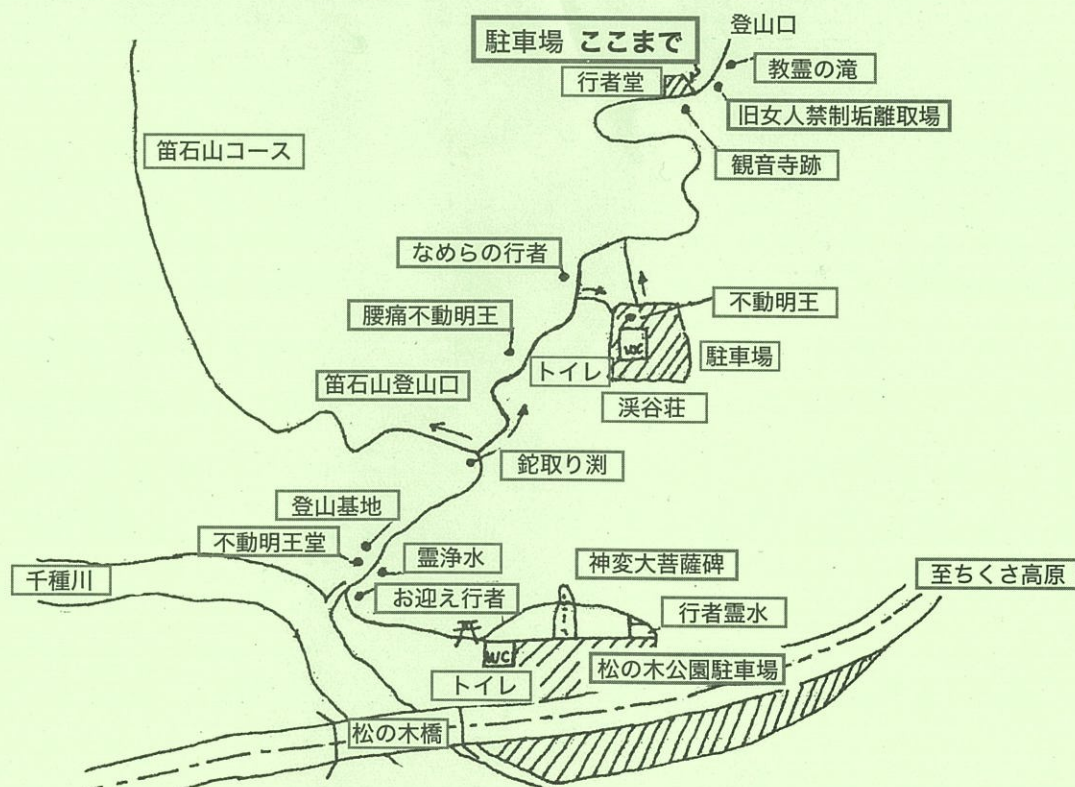 登山口
駐車場 ここまで
教霊の滝
行者堂
旧女人禁制垢離取場
笛石山コース
観音寺跡
なめらの行者
不動明王
腰痛不動明王
WC
駐車場
トイレ
笛石山登山口
渓谷荘
鉈取り渕
登山基地
不動明王堂
霊浄水
神変大菩薩碑
千種川
至ちくさ高原
お迎え行者
行者霊水
WC
松の木公園駐車場
トイレ
松の木橋